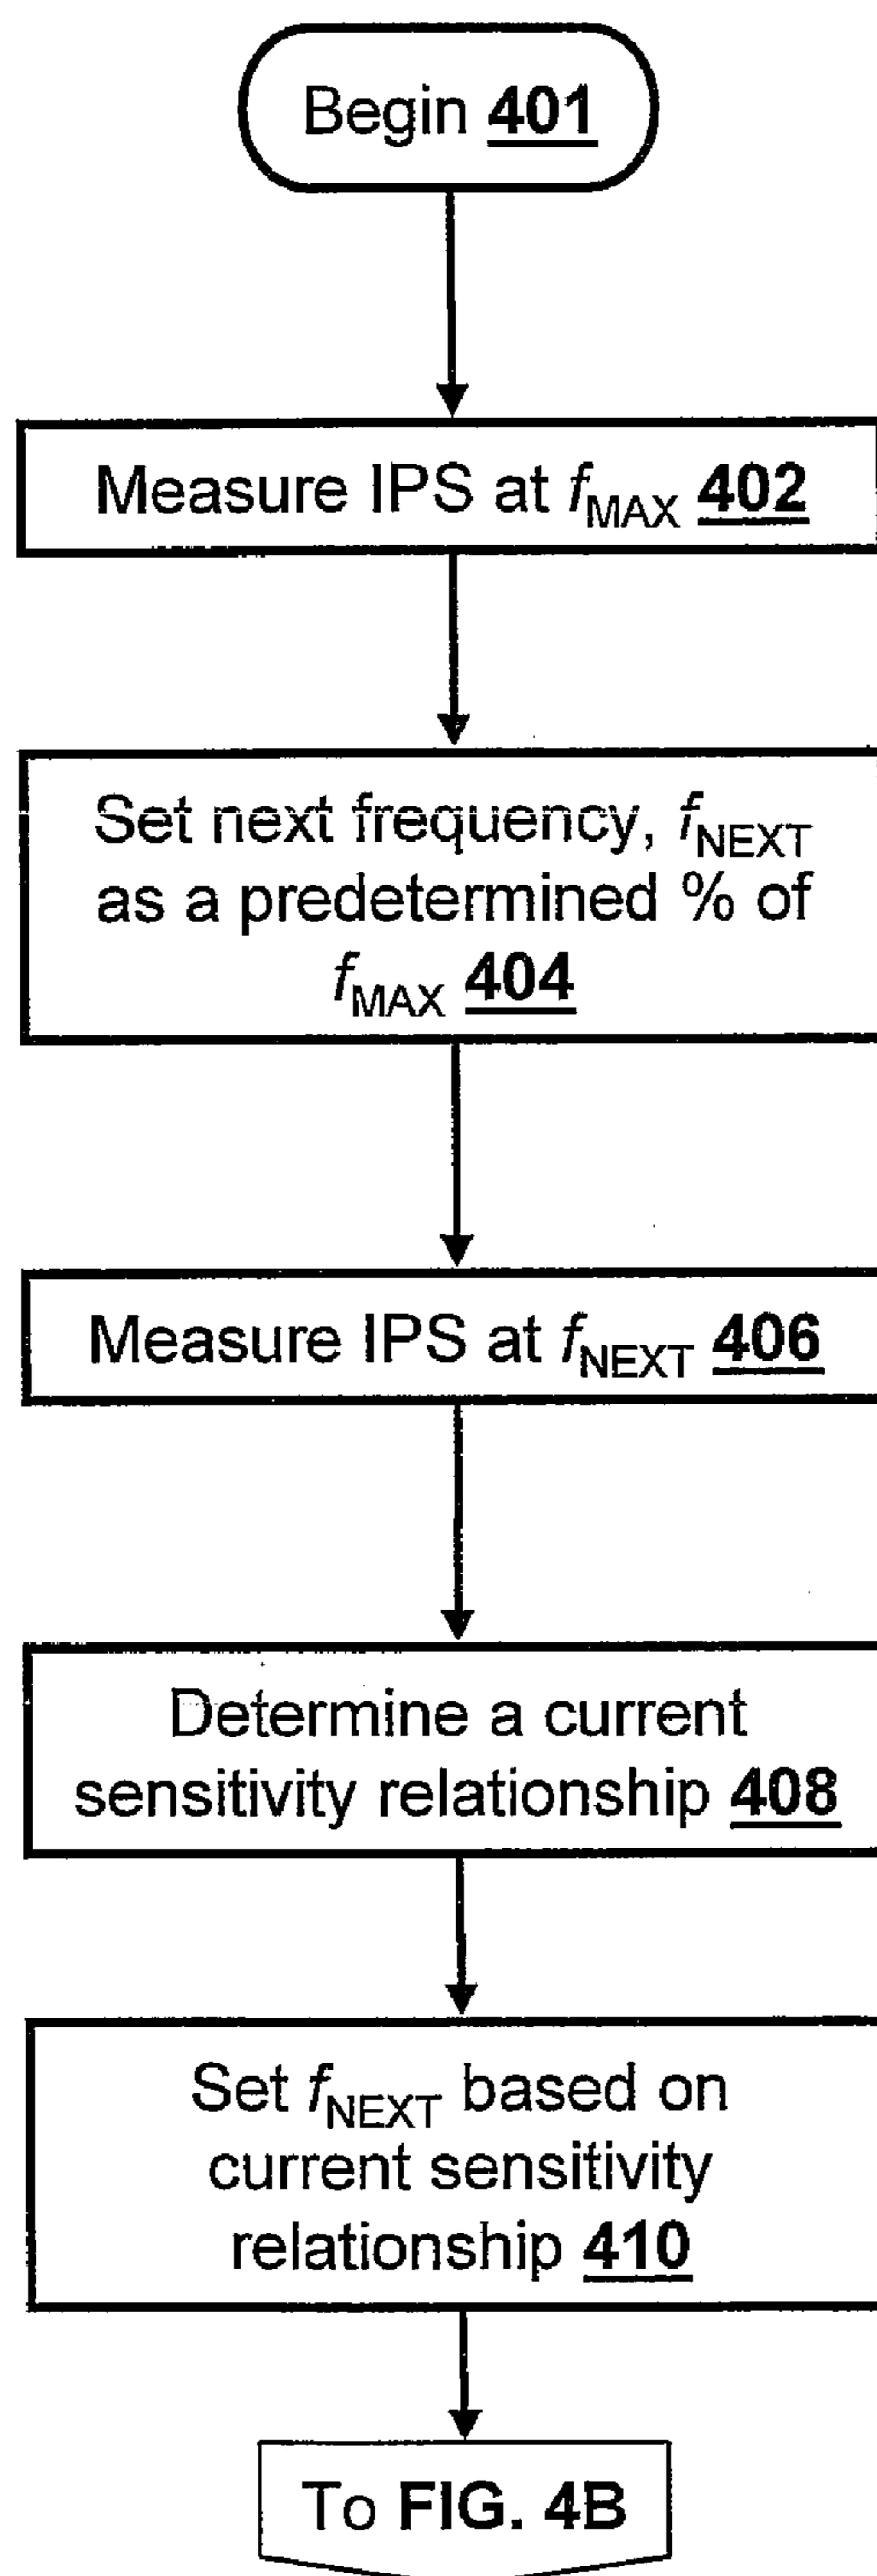 Begin 401
Measure IPS at fMAX 402
Set next frequency, fNEXT
as a predetermined % of
fMAX 404
Measure IPS at fNEXT 406
Determine a current
sensitivity relationship 408
Set fNEXT based on
current sensitivity
relationship 410
To FIG. 4B